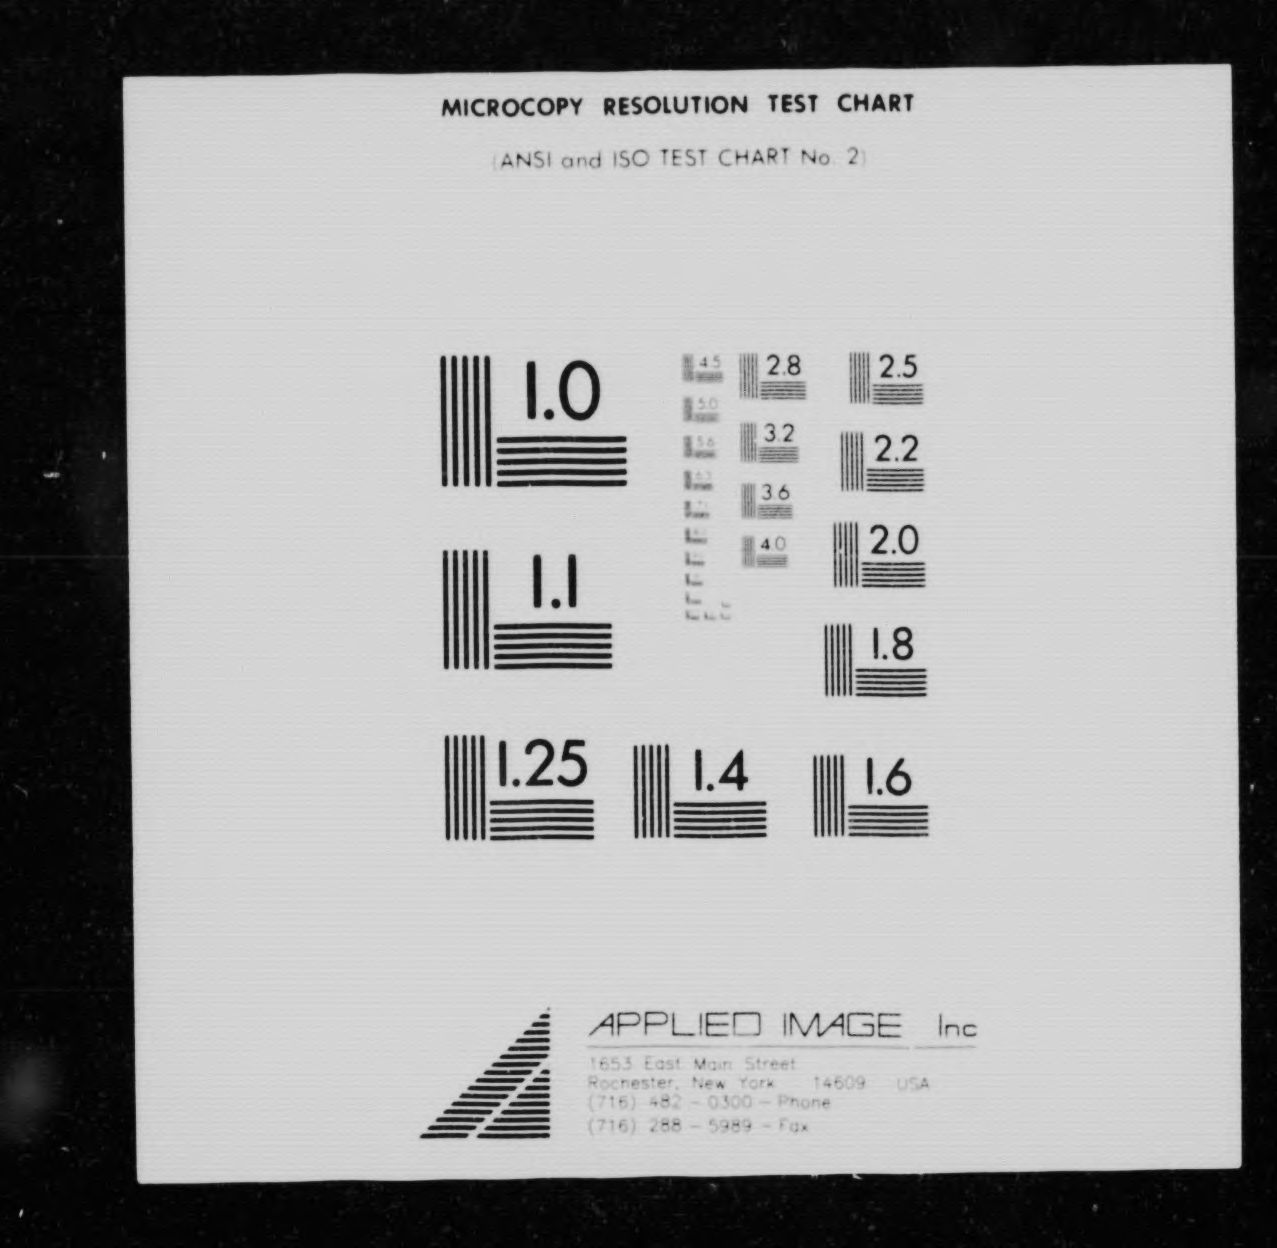 MICROCOPY RESOLUTION TEST CHART
(ANSI and ISO TEST CHART No. 2)
1.0
1.1
1.25
1.4
1.6
1.8
2.0
2.2
2.5
2.8
3.2
3.6
4.0
4.5
5.0
5.6
6.3
APPLIED IMAGE Inc
1653 East Main Street
Rochester, New York 14609 USA
(716) 482 - 0300 - Phone
(716) 288 - 5989 - Fax